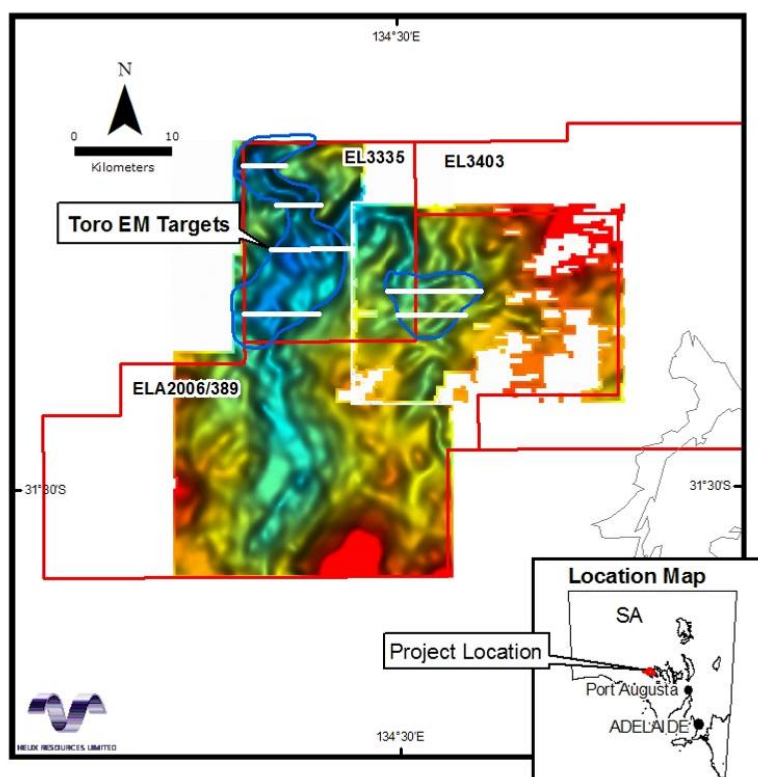 134°30'E
N
0 10
Kilometers
EL3335
EL3403
Toro EM Targets
ELA2006/389
31°30'S
31°30'S
Location Map
SA
Project Location
Port Augusta
ADELAIDE
HELIX RESOURCES LIMITED
134°30'E